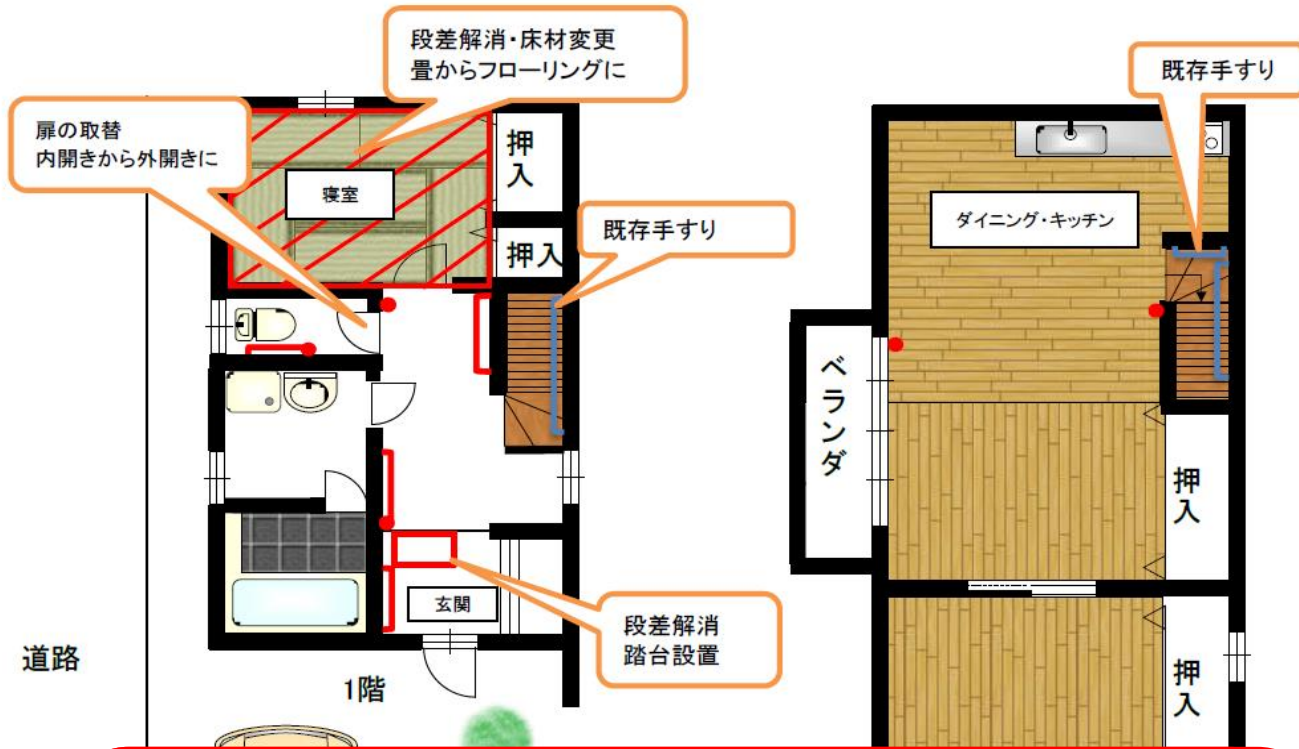 段差解消・床材変更
畳からフローリングに
既存手すり
扉の取替
内開きから外開きに
押入
寝室
ダイニング・キッチン
既存手すり
押入
ベランダ
押入
玄関
段差解消
踏台設置
道路
1階
押入